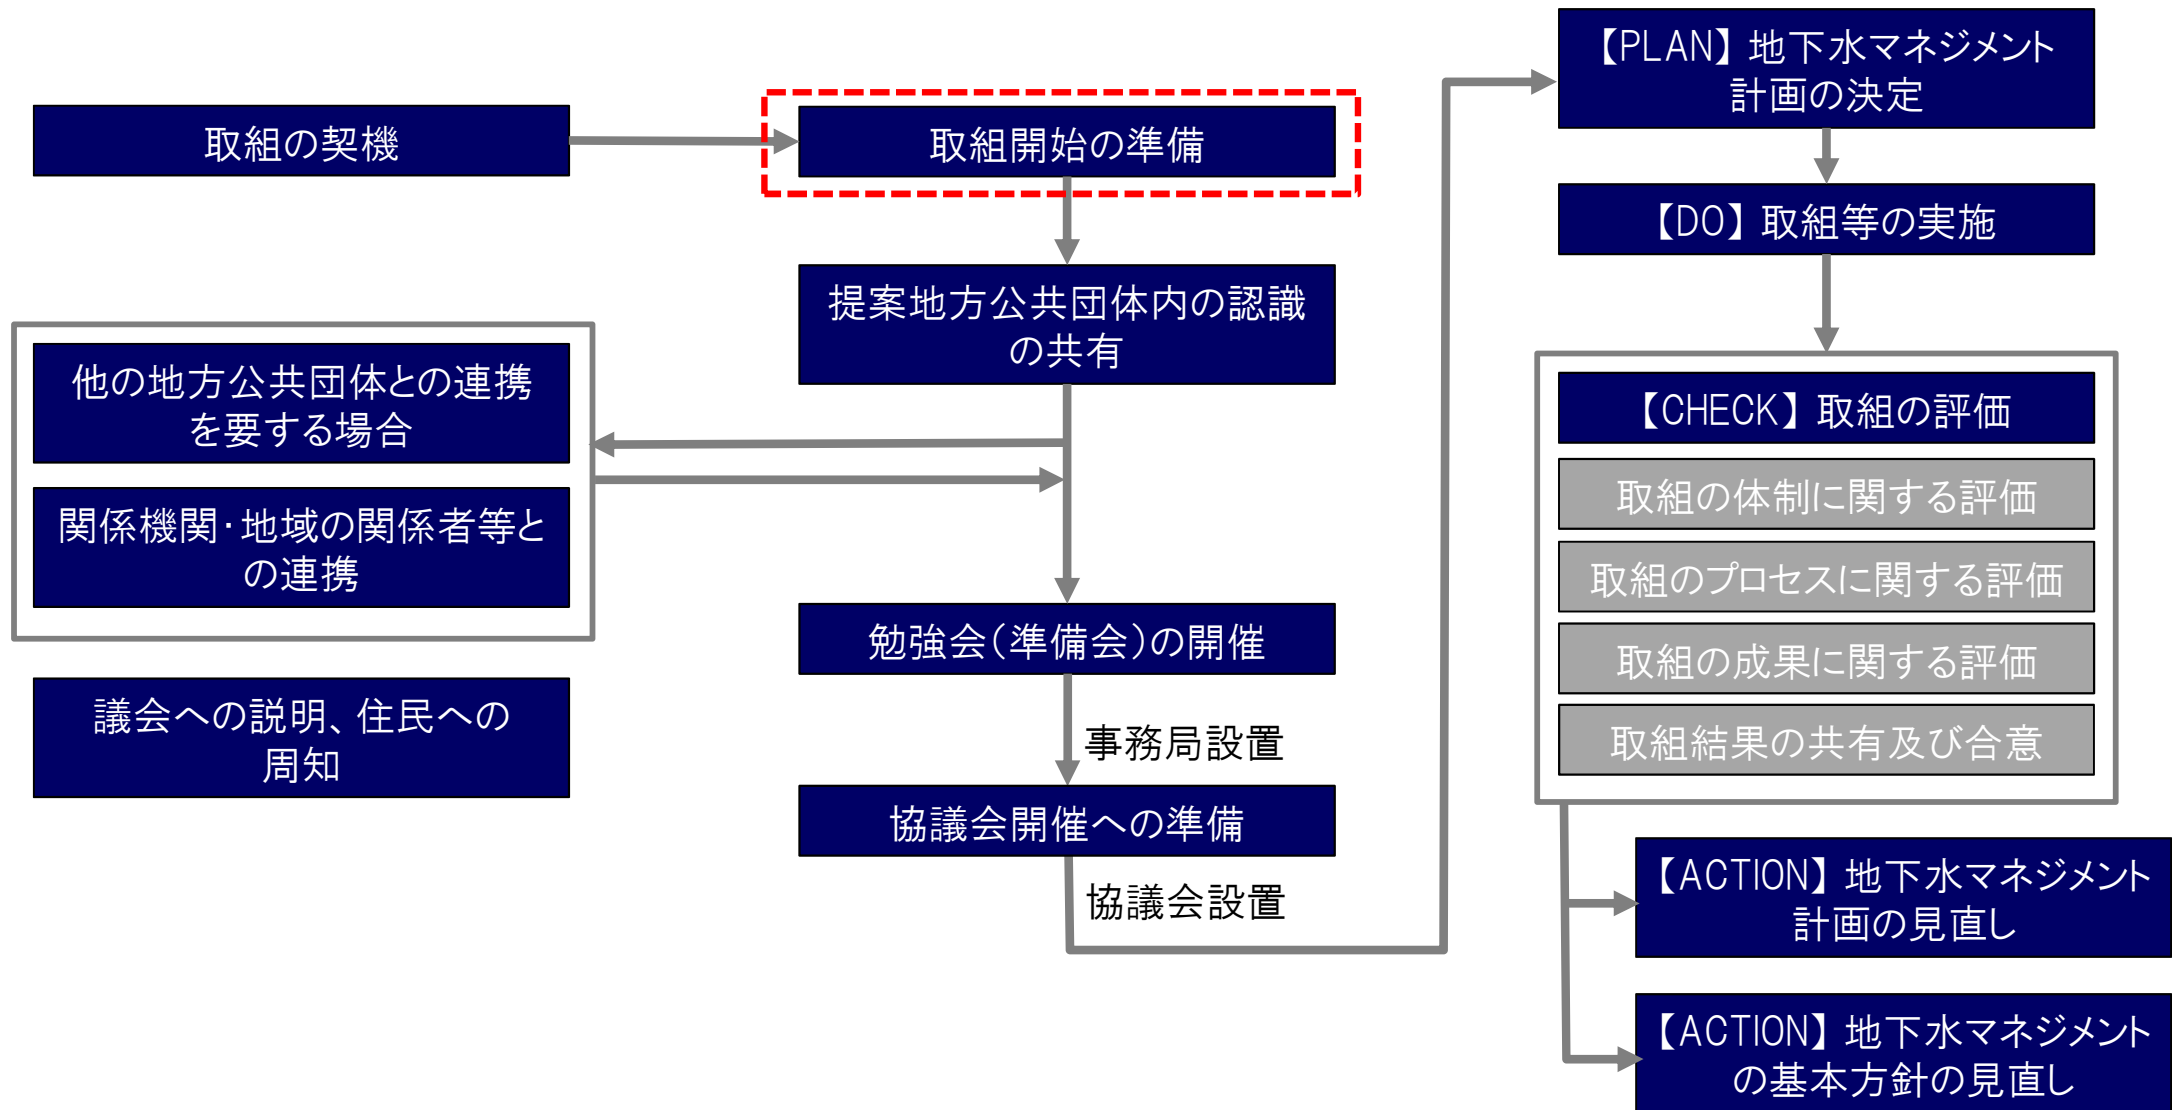 取組の契機
取組開始の準備
提案地方公共団体内の認識
の共有
他の地方公共団体との連携
を要する場合
関係機関・地域の関係者等と
の連携
議会への説明、住民への
周知
勉強会（準備会）の開催
事務局設置
協議会開催への準備
協議会設置
【PLAN】地下水マネジメント
計画の決定
【DO】取組等の実施
【CHECK】取組の評価
取組の体制に関する評価
取組のプロセスに関する評価
取組の成果に関する評価
取組結果の共有及び合意
【ACTION】地下水マネジメント
計画の見直し
【ACTION】地下水マネジメント
の基本方針の見直し